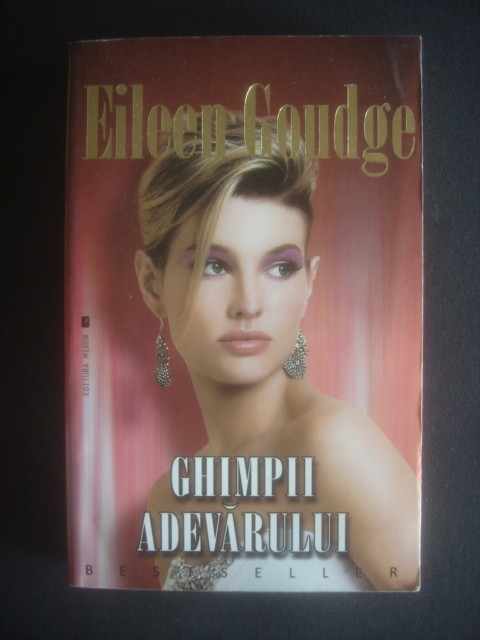 Eileen Goudge
EDITURA MIRON
GHIMPII
ADEVĂRULUI
BESTSELLER